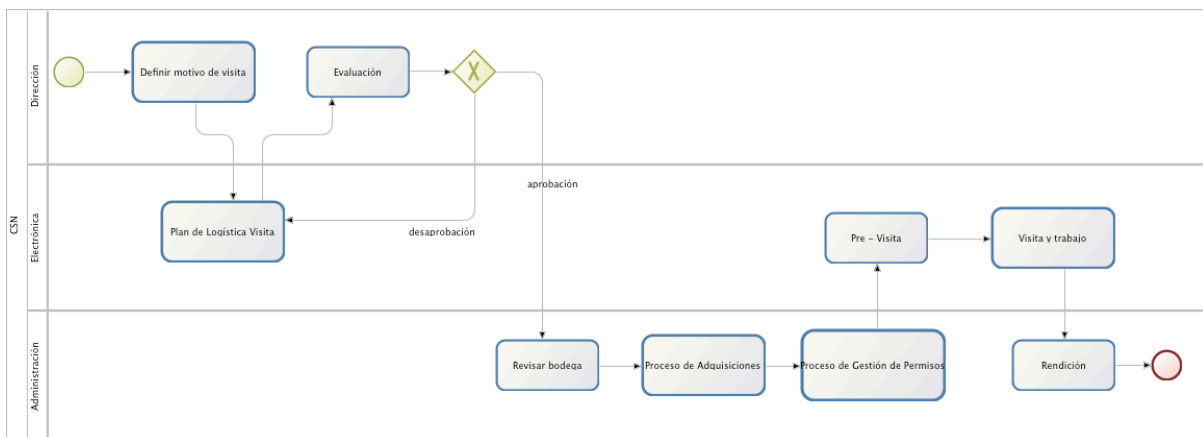 CSN
Dirección
Definir motivo de visita
Evaluación
aprobación
Electrónica
Plan de Logística Visita
desaprobación
Pre - Visita
Visita y trabajo
Administración
Revisar bodega
Proceso de Adquisiciones
Proceso de Gestión de Permisos
Rendición